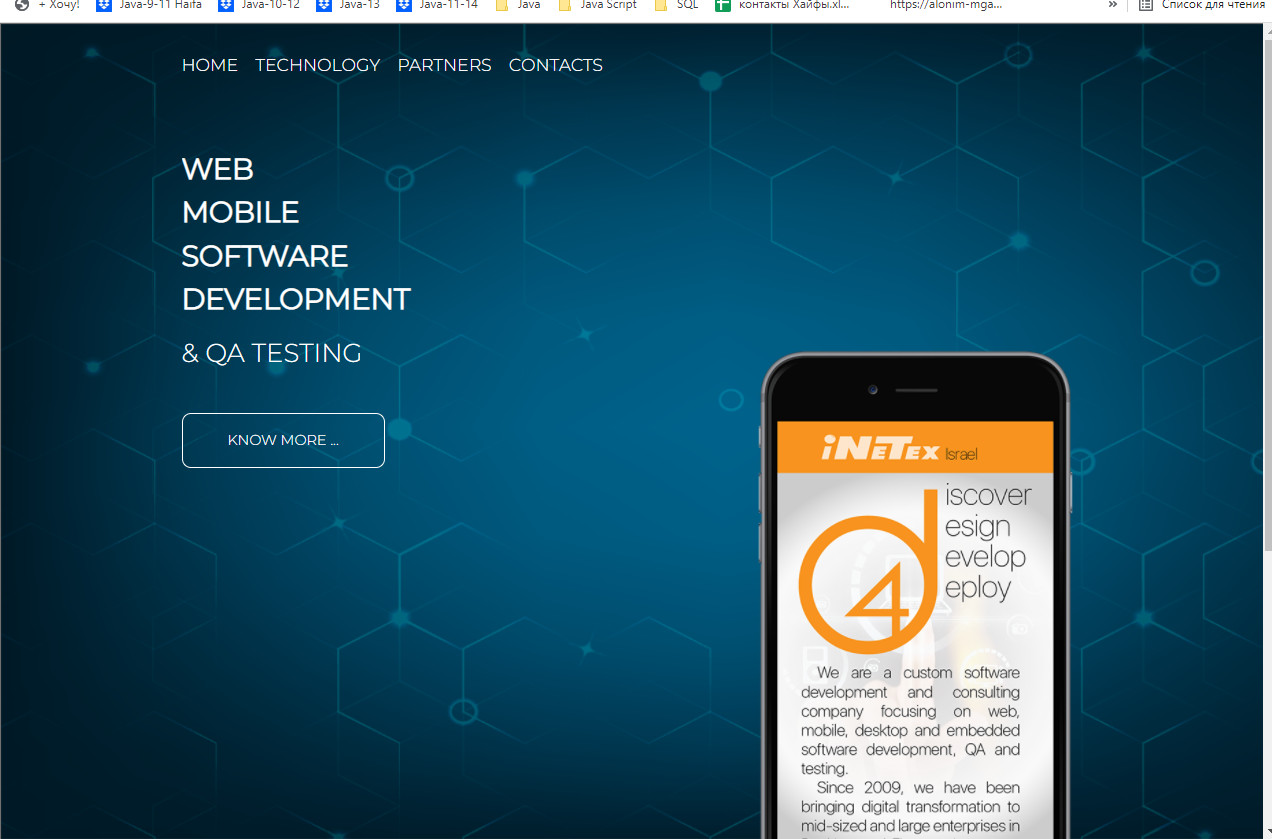 + Хочу! Java-9-11 Haifa Java-10-12 Java-13 Java-11-14 Java Java Script SQL контакты Хайфы.xl... https://alonim-mga... » Список для чтения
HOME TECHNOLOGY PARTNERS CONTACTS
WEB
MOBILE
SOFTWARE
DEVELOPMENT
& QA TESTING
KNOW MORE ...
iNeTex Israel
d4
iscover
esign
evelop
eploy
We are a custom software
development and consulting
company focusing on web,
mobile, desktop and embedded
software development, QA and
testing.
Since 2009, we have been
bringing digital transformation to
mid-sized and large enterprises in